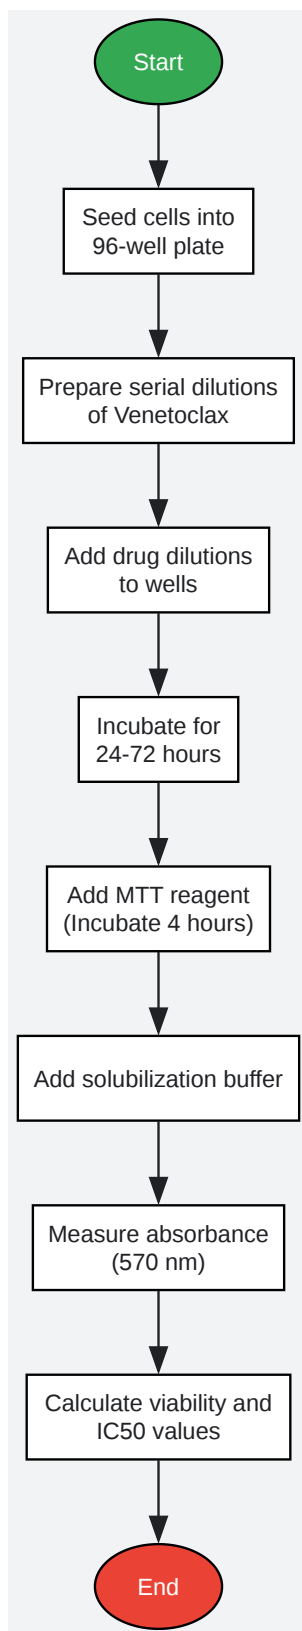 Start
Seed cells into
96-well plate
Prepare serial dilutions
of Venetoclax
Add drug dilutions
to wells
Incubate for
24-72 hours
Add MTT reagent
(Incubate 4 hours)
Add solubilization buffer
Measure absorbance
(570 nm)
Calculate viability and
IC50 values
End